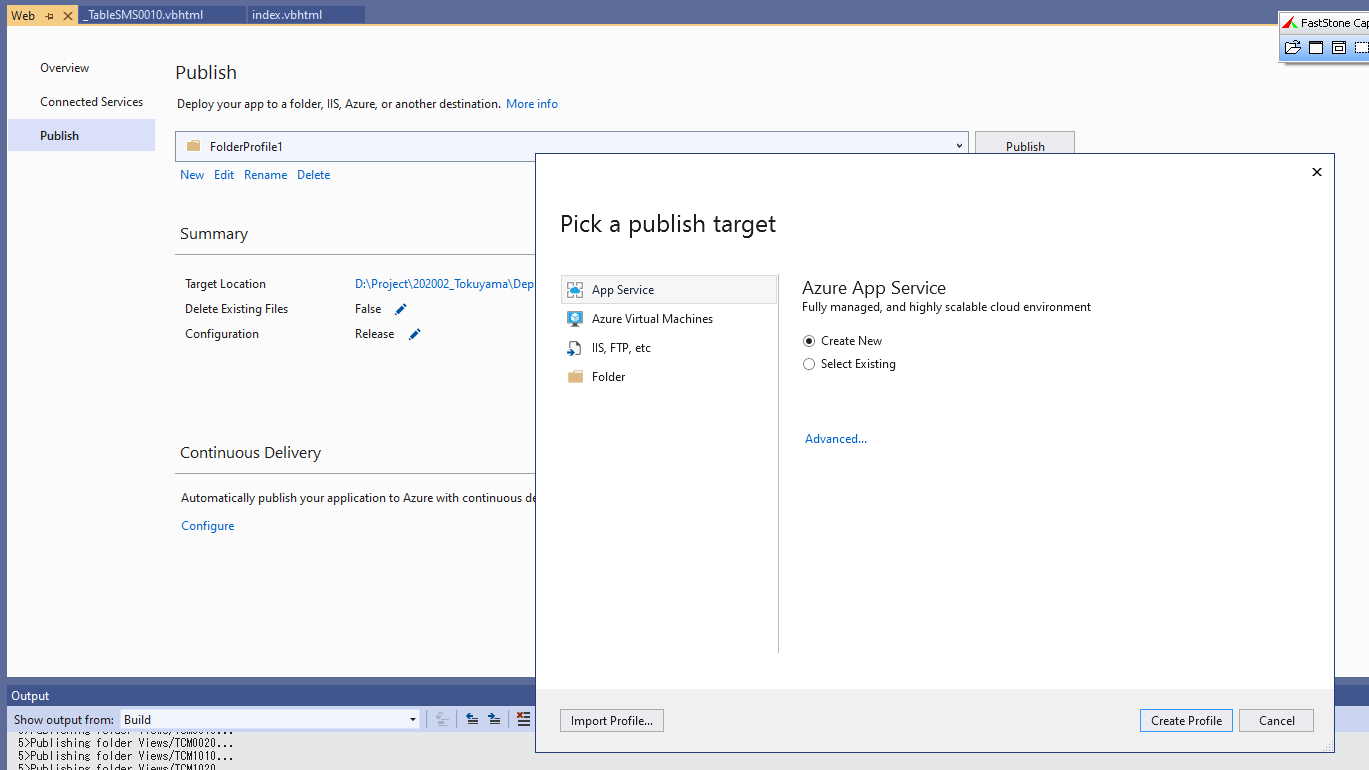 Web
_TableSMS0010.vbhtml
index.vbhtml
FastStone Cap
Overview
Connected Services
Publish
Publish
Deploy your app to a folder, IIS, Azure, or another destination. More info
FolderProfile1
Publish
New Edit Rename Delete
Summary
Target Location D:\Project\202002_Tokuyama\Dep
Delete Existing Files False
Configuration Release
Continuous Delivery
Automatically publish your application to Azure with continuous de
Configure
Pick a publish target
App Service
Azure Virtual Machines
IIS, FTP, etc
Folder
Azure App Service
Fully managed, and highly scalable cloud environment
Create New
Select Existing
Advanced...
Import Profile...
Create Profile
Cancel
Output
Show output from: Build
5>Publishing folder Views/TCM0020...
5>Publishing folder Views/TCM1010...
5>Publishing folder Views/TCM1020